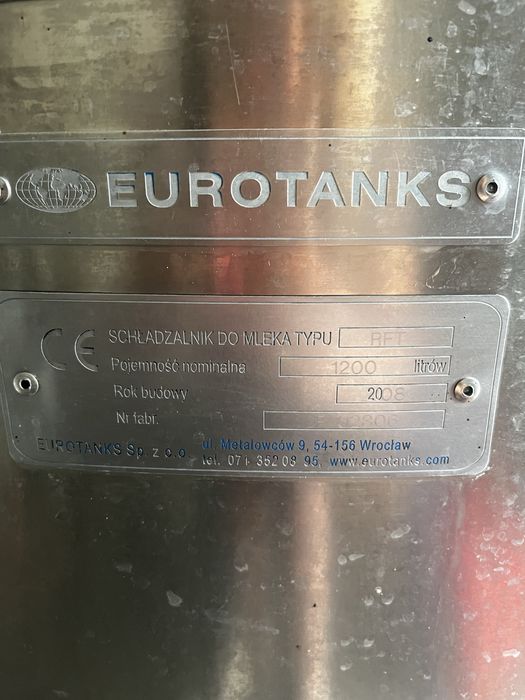 EUROTANKS
CE SCHŁADZALNIK DO MLEKA TYPU RFT
Pojemność nominalna 1200 litrów
Rok budowy 2008
Nr fabr.
EUROTANKS Sp. z o.o. ul. Metalowców 9, 54-156 Wrocław
tel. 071 352 08 95, www.eurotanks.com